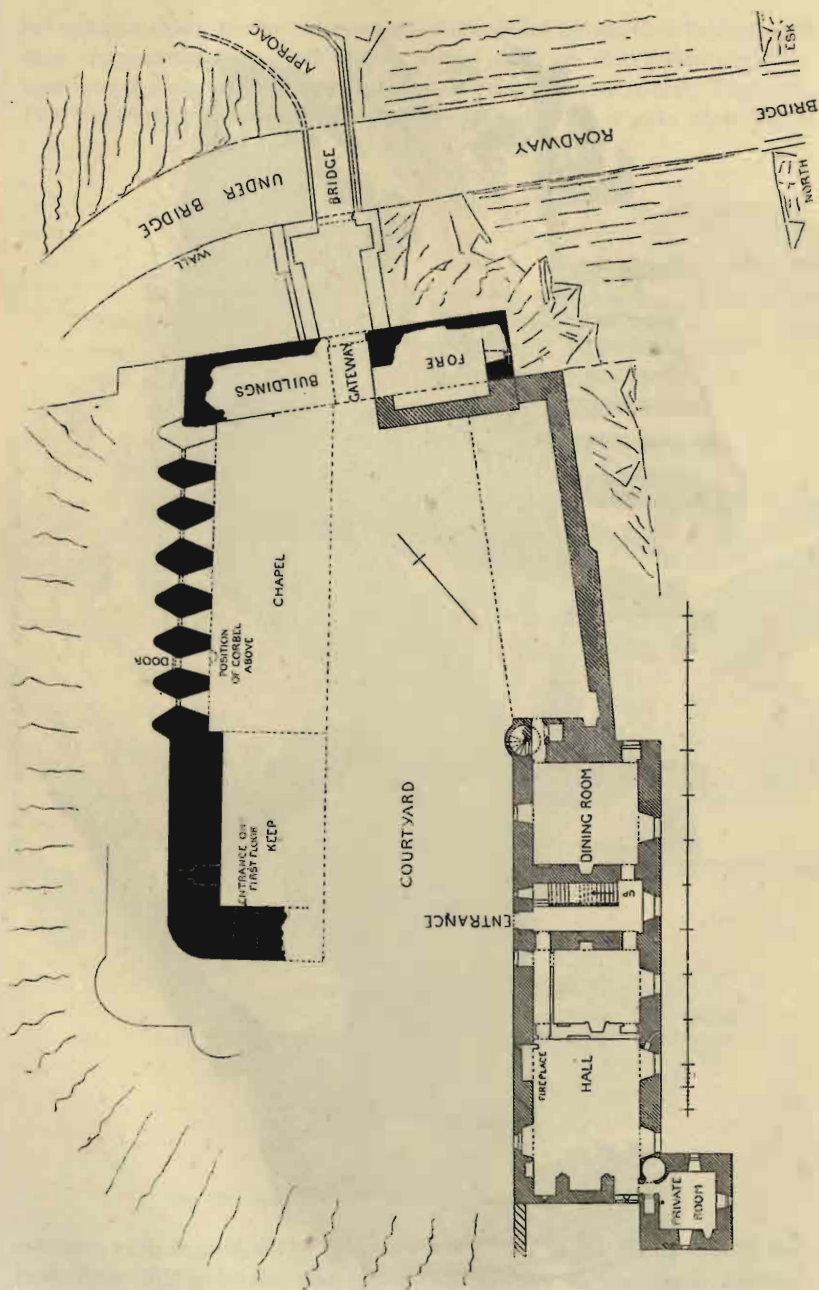 APPROAC
ESK
BRIDGE
ROADWAY
NORTH
BRIDGE
UNDER BRIDGE
WALL
FORE
GATEWAY
BUILDINGS
CHAPEL
DOOR
POSITION
OF CORBEL
ABOVE
ENTRANCE ON
FIRST FLOOR
KEEP
COURTYARD
DINING ROOM
UP
ENTRANCE
FIREPLACE
HALL
PRIVATE
ROOM